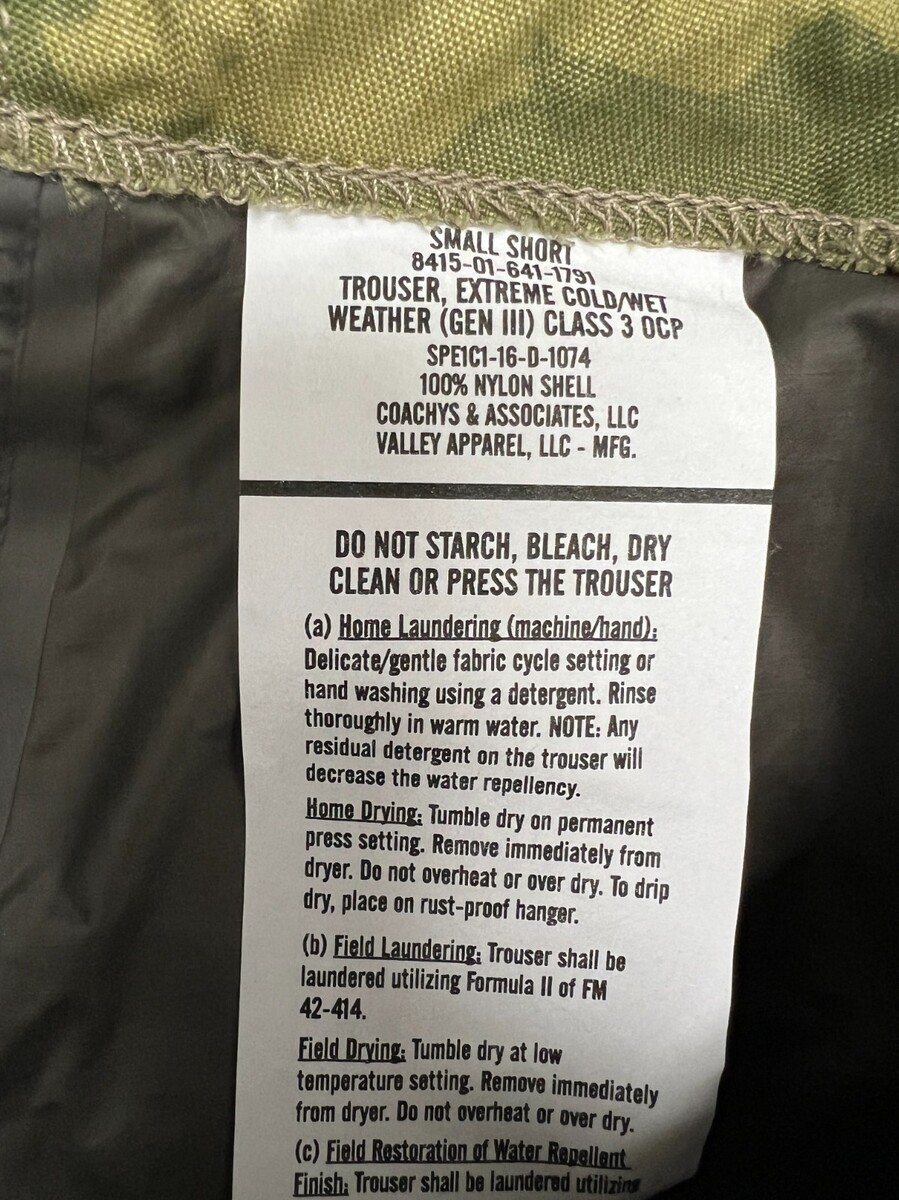 SMALL SHORT
8415-01-641-1791
TROUSER, EXTREME COLD/WET
WEATHER (GEN III) CLASS 3 OCP
SPE1C1-16-D-1074
100% NYLON SHELL
COACHYS & ASSOCIATES, LLC
VALLEY APPAREL, LLC - MFG.
DO NOT STARCH, BLEACH, DRY
CLEAN OR PRESS THE TROUSER
(a) Home Laundering (machine/hand):
Delicate/gentle fabric cycle setting or
hand washing using a detergent. Rinse
thoroughly in warm water. NOTE: Any
residual detergent on the trouser will
decrease the water repellency.
Home Drying: Tumble dry on permanent
press setting. Remove immediately from
dryer. Do not overheat or over dry. To drip
dry, place on rust-proof hanger.
(b) Field Laundering: Trouser shall be
laundered utilizing Formula II of FM
42-414.
Field Drying: Tumble dry at low
temperature setting. Remove immediately
from dryer. Do not overheat or over dry.
(c) Field Restoration of Water Repellent
Finish: Trouser shall be laundered utilizing